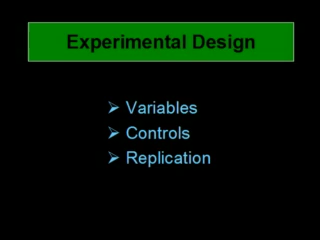 Experimental Design
➢ Variables
➢ Controls
➢ Replication